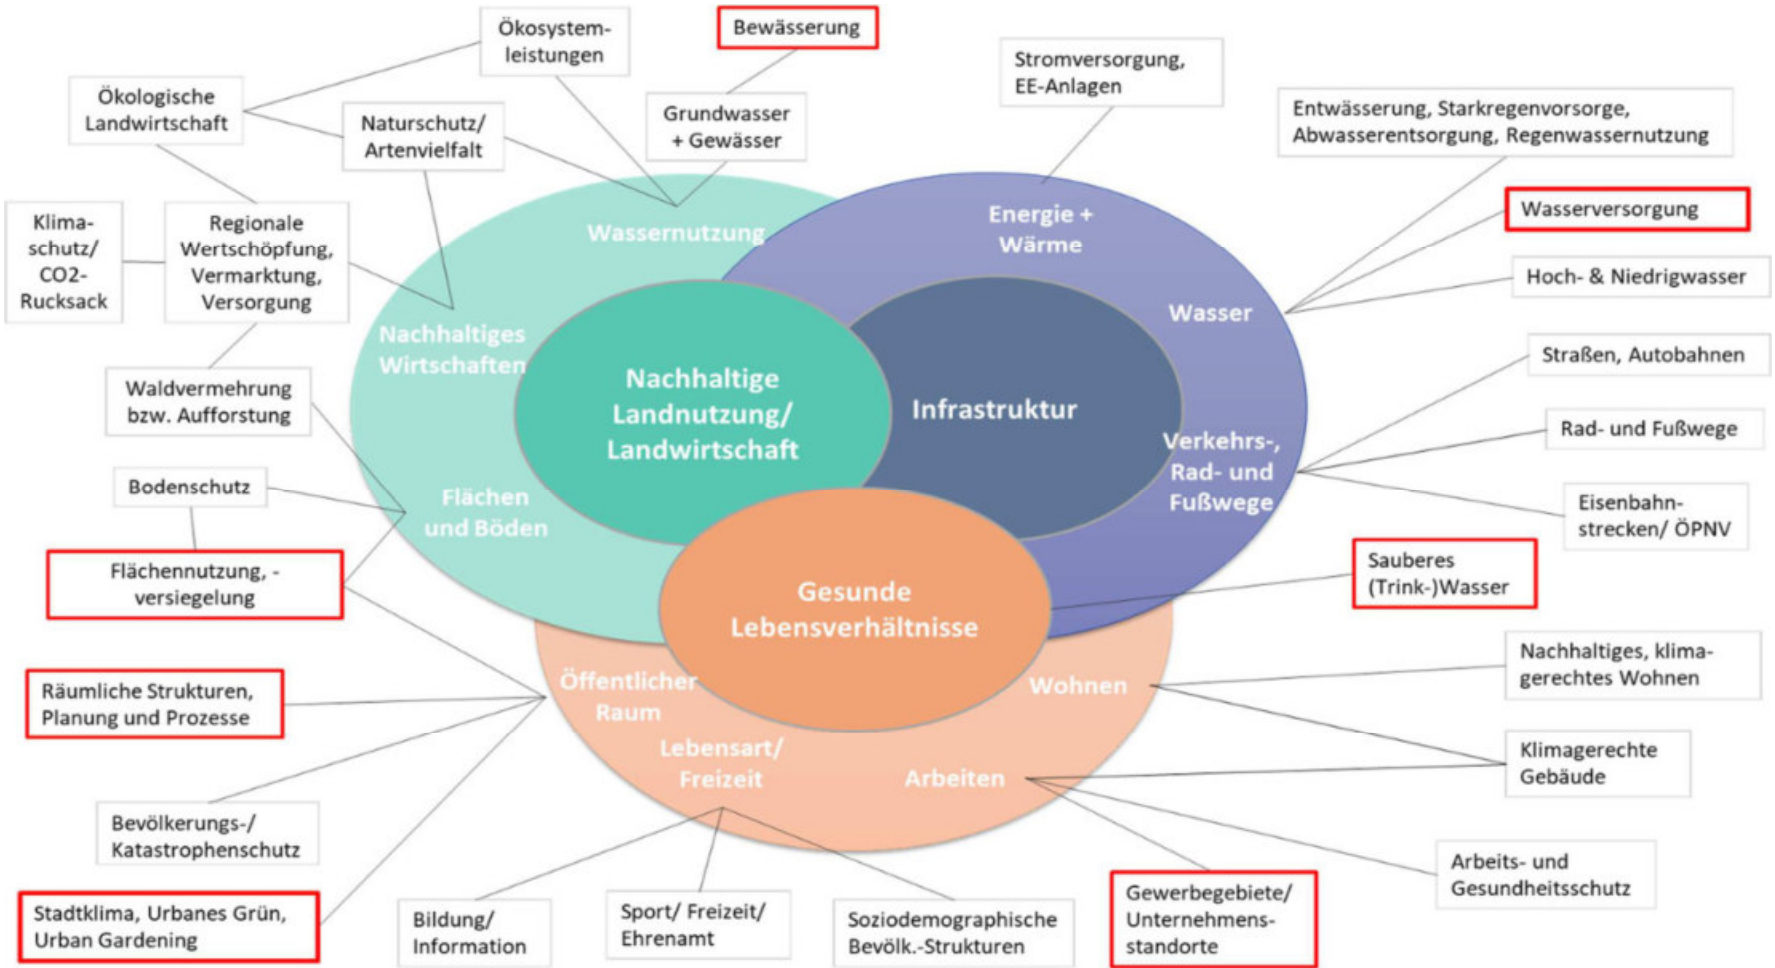 Ökosystem-
leistungen
Bewässerung
Stromversorgung,
EE-Anlagen
Ökologische
Landwirtschaft
Naturschutz/
Artenvielfalt
Grundwasser
+ Gewässer
Entwässerung, Starkregenvorsorge,
Abwasserentsorgung, Regenwassernutzung
Klima-
schutz/
CO2-
Rucksack
Regionale
Wertschöpfung,
Vermarktung,
Versorgung
Wassernutzung
Energie +
Wärme
Wasserversorgung
Hoch- & Niedrigwasser
Wasser
Nachhaltiges
Wirtschaften
Straßen, Autobahnen
Waldvermehrung
bzw. Aufforstung
Nachhaltige
Landnutzung/
Landwirtschaft
Infrastruktur
Rad- und Fußwege
Verkehrs-,
Rad- und
Fußwege
Bodenschutz
Flächen
und Böden
Eisenbahn-
strecken/ ÖPNV
Flächennutzung, -
versiegelung
Gesunde
Lebensverhältnisse
Sauberes
(Trink-)Wasser
Räumliche Strukturen,
Planung und Prozesse
Öffentlicher
Raum
Wohnen
Nachhaltiges, klima-
gerechtes Wohnen
Lebensart/
Freizeit
Arbeiten
Klimagerechte
Gebäude
Bevölkerungs-/
Katastrophenschutz
Arbeits- und
Gesundheitsschutz
Stadtklima, Urbanes Grün,
Urban Gardening
Bildung/
Information
Sport/ Freizeit/
Ehrenamt
Soziodemographische
Bevölk.-Strukturen
Gewerbegebiete/
Unternehmens-
standorte